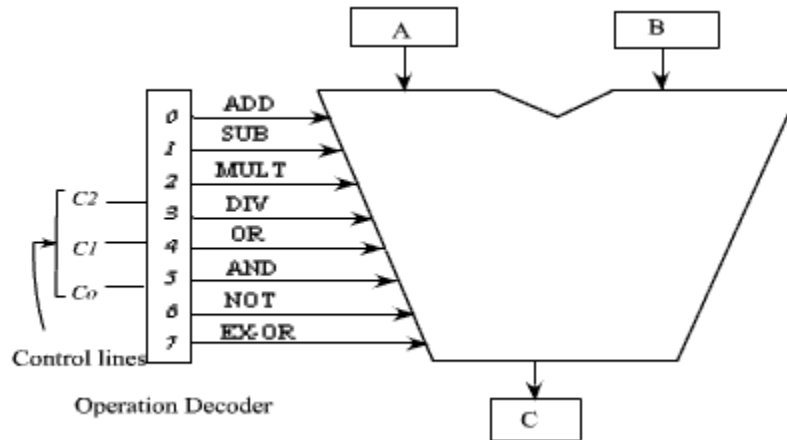 A
B
0 ADD
1 SUB
2 MULT
C2
3 DIV
C1
4 OR
5 AND
Co
6 NOT
7 EX-OR
Control lines
Operation Decoder
C